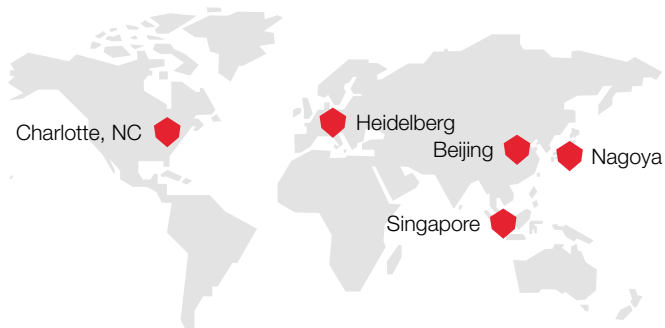 Charlotte, NC
Heidelberg
Beijing
Nagoya
Singapore